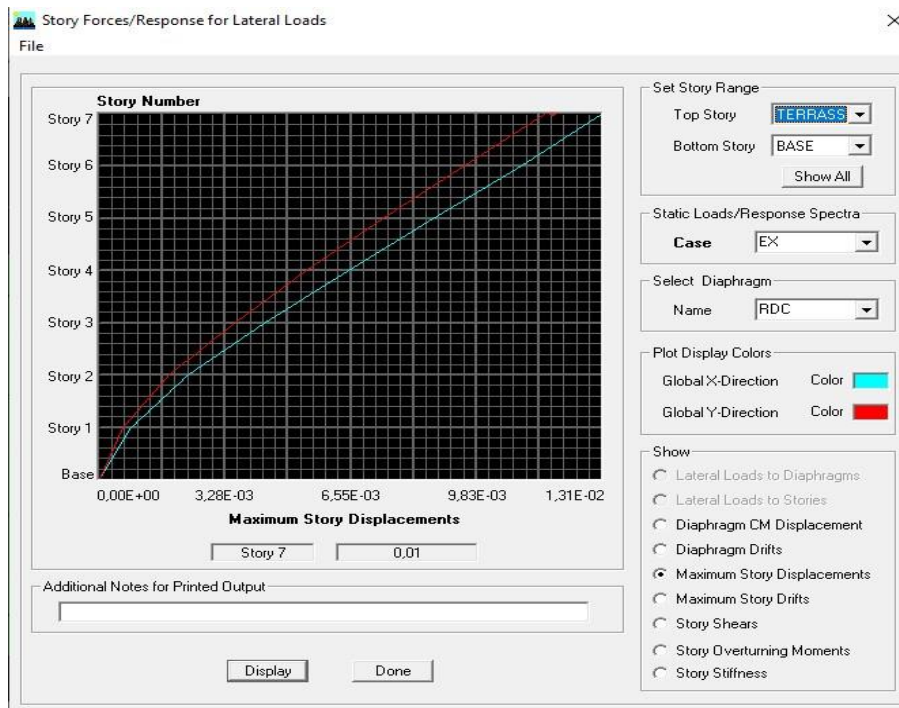 Story Forces/Response for Lateral Loads
File
Story Number
Story 7
Story 6
Story 5
Story 4
Story 3
Story 2
Story 1
Base
0,00E+00 3,28E-03 6,55E-03 9,83E-03 1,31E-02
Maximum Story Displacements
Story 7 0,01
Additional Notes for Printed Output
Display Done
Set Story Range
Top Story TERRASS
Bottom Story BASE
Show All
Static Loads/Response Spectra
Case EX
Select Diaphragm
Name RDC
Plot Display Colors
Global X-Direction Color
Global Y-Direction Color
Show
Lateral Loads to Diaphragms
Lateral Loads to Stories
Diaphragm CM Displacement
Diaphragm Drifts
Maximum Story Displacements
Maximum Story Drifts
Story Shears
Story Overturning Moments
Story Stiffness